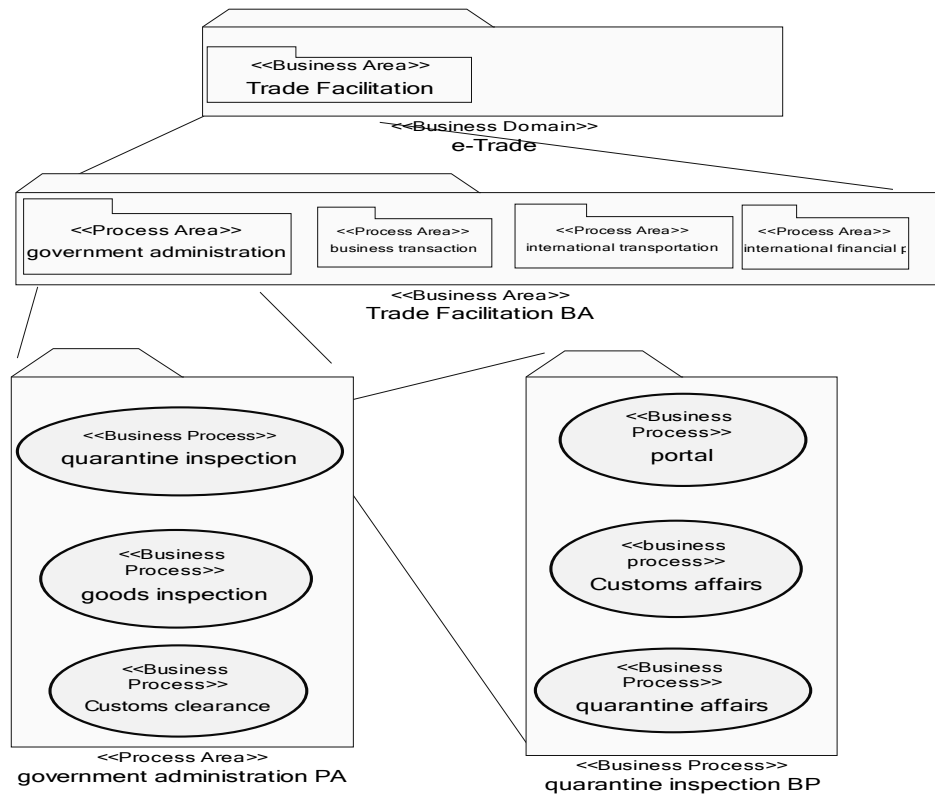 <<Business Area>>
Trade Facilitation
<<Business Domain>>
e-Trade
<<Process Area>>
government administration
<<Process Area>>
business transaction
<<Process Area>>
international transportation
<<Process Area>>
international financial
<<Business Area>>
Trade Facilitation BA
<<Business Process>>
quarantine inspection
<<Business
Process>>
goods inspection
<<Business
Process>>
Customs clearance
<<Process Area>>
government administration PA
<<Business
Process>>
portal
<<business
process>>
Customs affairs
<<Business
Process>>
quarantine affairs
<<Business Process>>
quarantine inspection BP